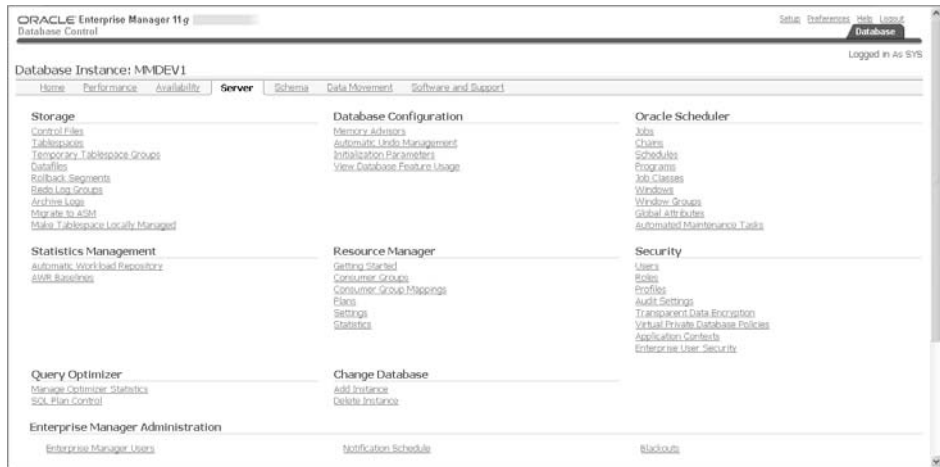 ORACLE Enterprise Manager 11g
Database Control
Setup Preferences Help Logout
Database
Logged in As SYS
Database Instance: MMDEV1
Home Performance Availability Server Schema Data Movement Software and Support
Storage
Control Files
Tablespaces
Temporary Tablespace Groups
Datafiles
Rollback Segments
Redo Log Groups
Archive Logs
Migrate to ASM
Make Tablespace Locally Managed
Database Configuration
Memory Advisors
Automatic Undo Management
Initialization Parameters
View Database Feature Usage
Oracle Scheduler
Jobs
Chains
Schedules
Programs
Job Classes
Windows
Window Groups
Global Attributes
Automated Maintenance Tasks
Statistics Management
Automatic Workload Repository
AWR Baselines
Resource Manager
Getting Started
Consumer Groups
Consumer Group Mappings
Plans
Settings
Statistics
Security
Users
Roles
Profiles
Audit Settings
Transparent Data Encryption
Virtual Private Database Policies
Application Contexts
Enterprise User Security
Query Optimizer
Manage Optimizer Statistics
SQL Plan Control
Change Database
Add Instance
Delete Instance
Enterprise Manager Administration
Enterprise Manager Users
Notification Schedule
Blackouts